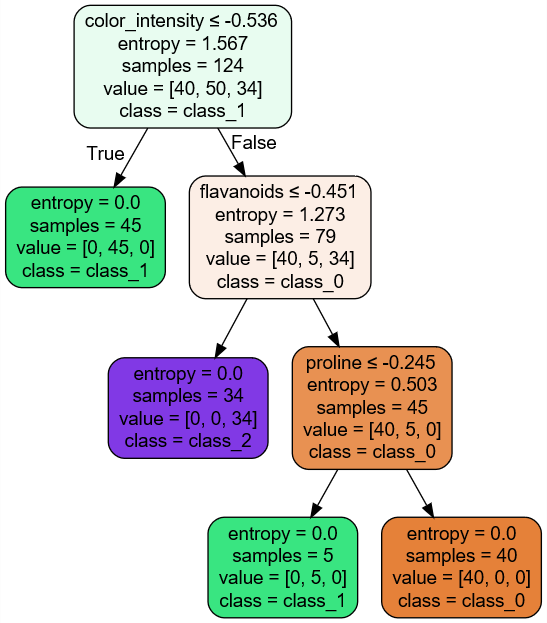 color_intensity ≤ -0.536
entropy = 1.567
samples = 124
value = [40, 50, 34]
class = class_1
True
False
entropy = 0.0
samples = 45
value = [0, 45, 0]
class = class_1
flavanoids ≤ -0.451
entropy = 1.273
samples = 79
value = [40, 5, 34]
class = class_0
entropy = 0.0
samples = 34
value = [0, 0, 34]
class = class_2
proline ≤ -0.245
entropy = 0.503
samples = 45
value = [40, 5, 0]
class = class_0
entropy = 0.0
samples = 5
value = [0, 5, 0]
class = class_1
entropy = 0.0
samples = 40
value = [40, 0, 0]
class = class_0